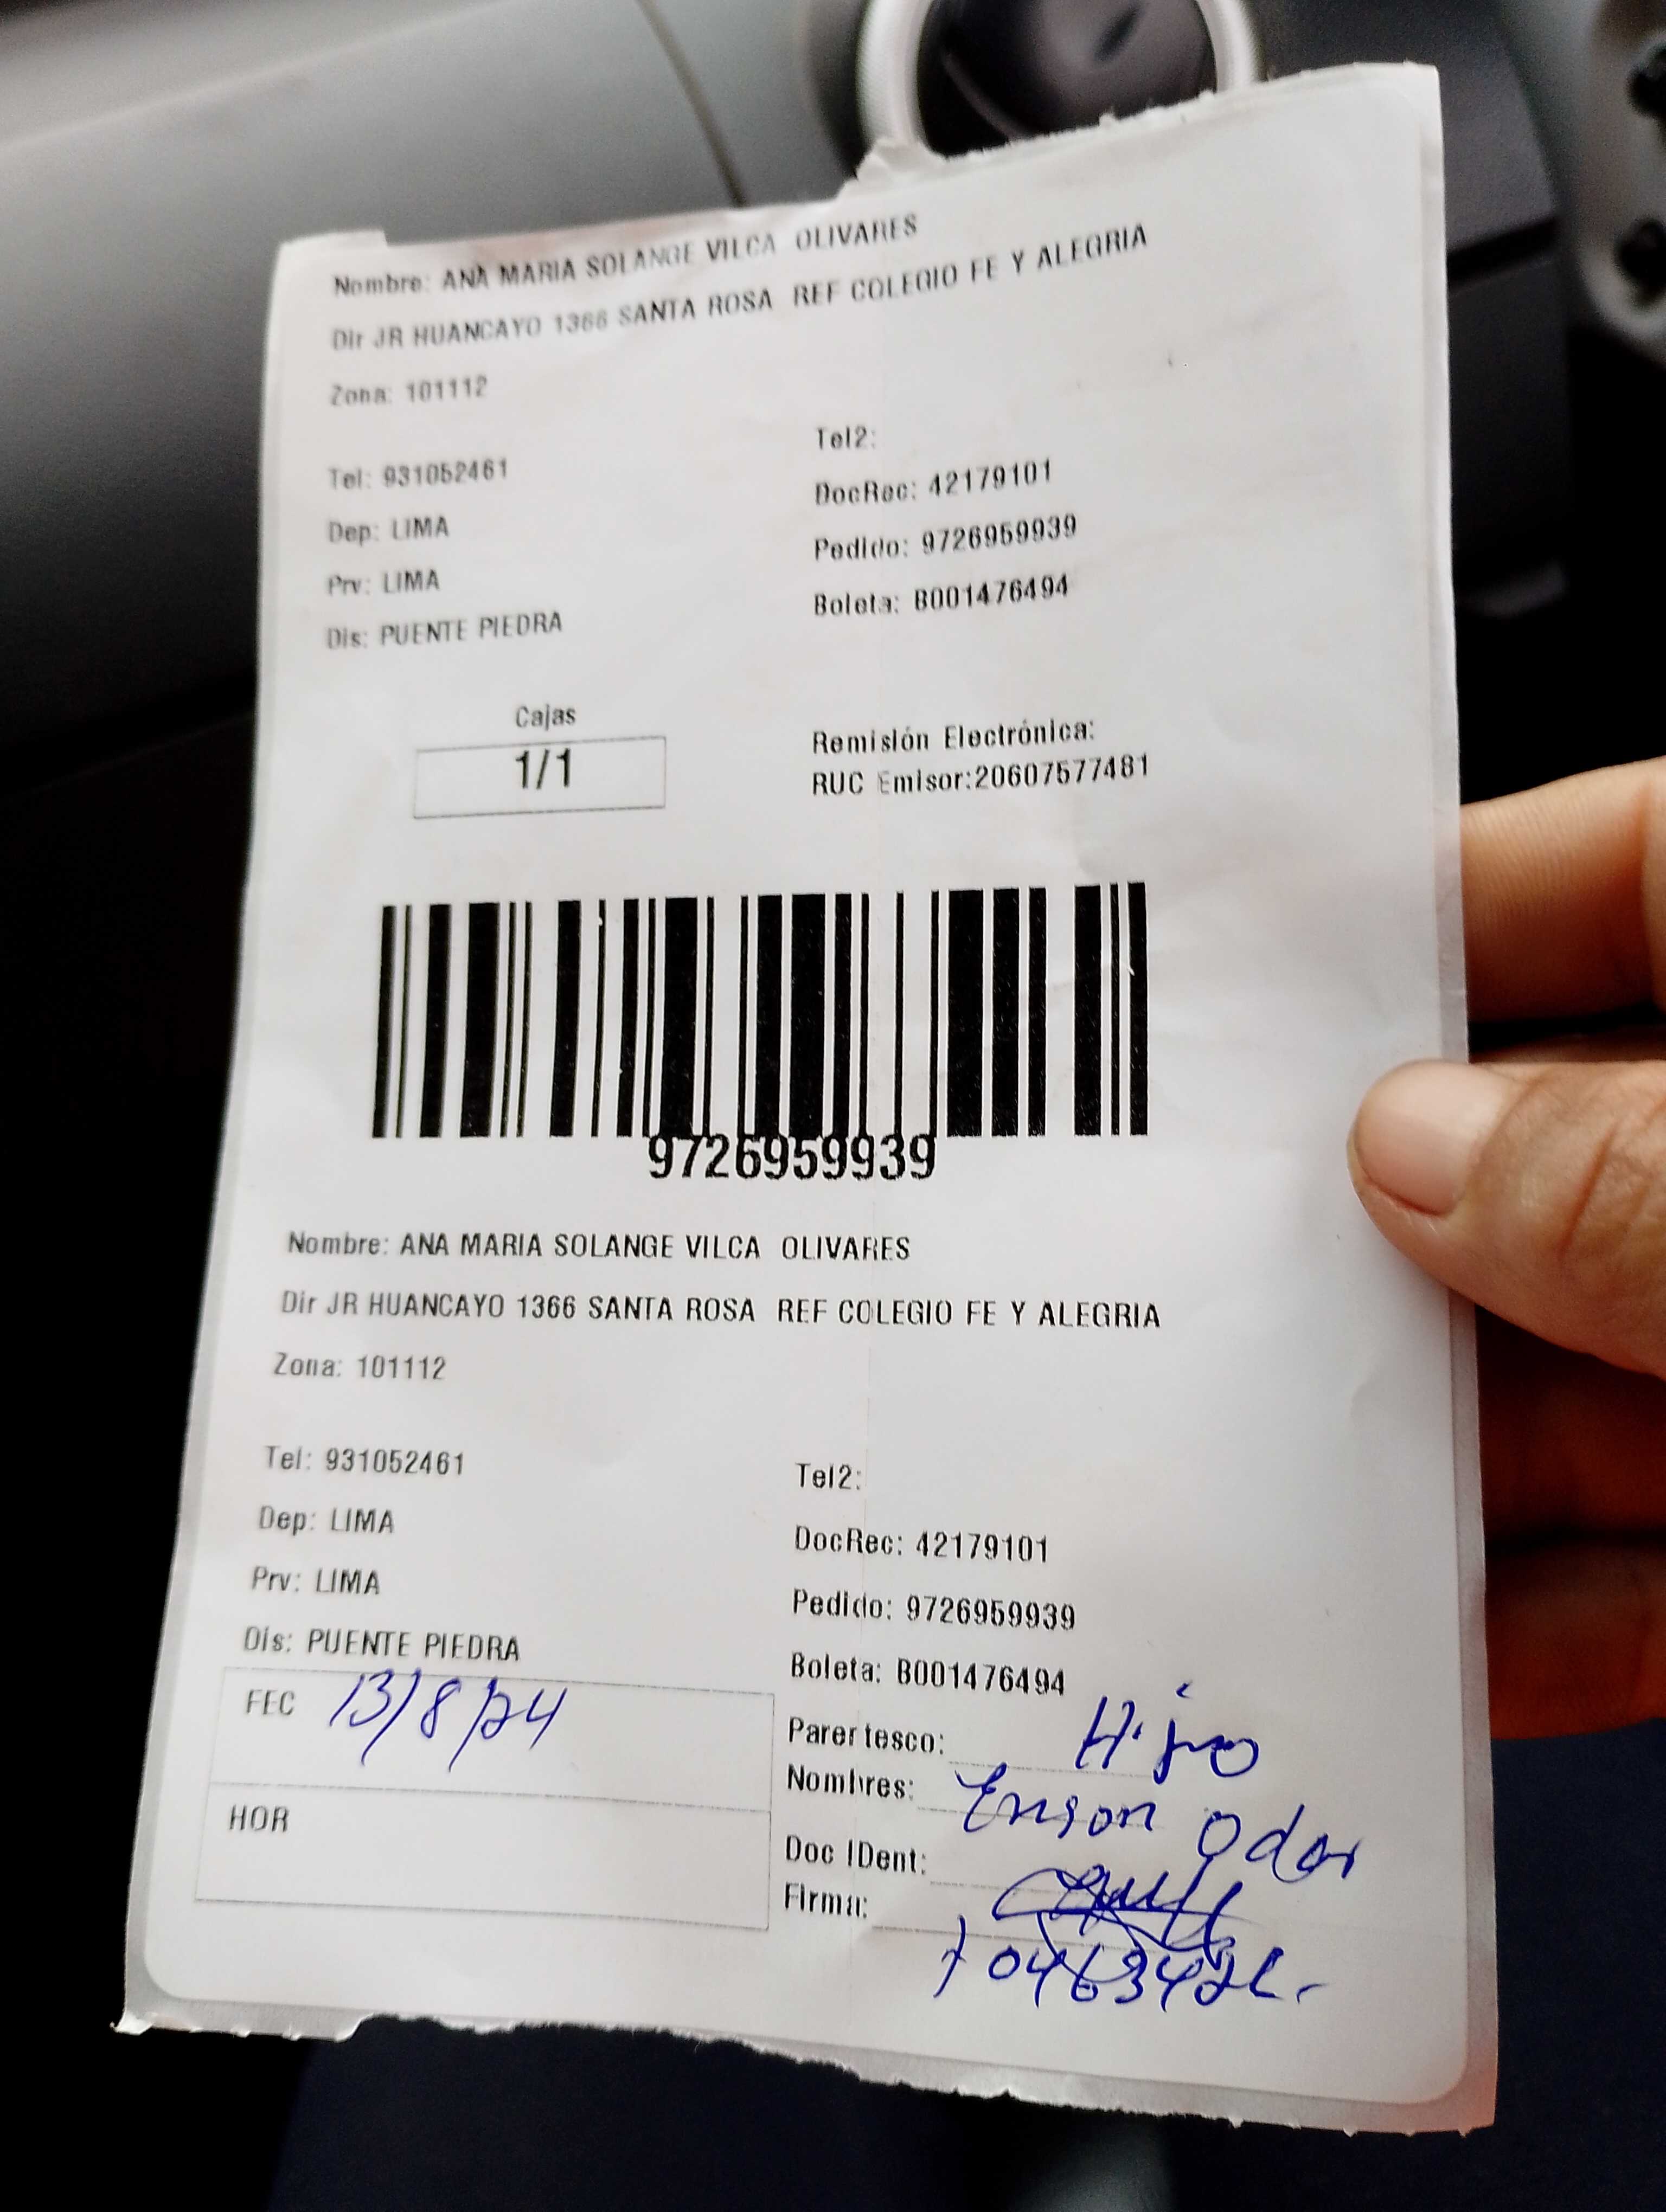 Nombre: ANA MARIA SOLANGE VILCA OLIVARES
Dir JR HUANCAYO 1366 SANTA ROSA REF COLEGIO FE Y ALEGRIA
Zona: 101112
Tel: 931052461
Tel2:
Dep: LIMA
DocRec: 42179101
Prv: LIMA
Pedido: 9726959939
Dis: PUENTE PIEDRA
Boleta: B001476494
Cajas
1/1
Remisión Electrónica:
RUC Emisor:20607577481
9726959939
Nombre: ANA MARIA SOLANGE VILCA OLIVARES
Dir JR HUANCAYO 1366 SANTA ROSA REF COLEGIO FE Y ALEGRIA
Zona: 101112
Tel: 931052461
Tel2:
Dep: LIMA
DocRec: 42179101
Prv: LIMA
Pedido: 9726959939
Dis: PUENTE PIEDRA
Boleta: B001476494
FEC 13/8/24
Parentesco: Hijo
Nombres: Odar
HOR
Doc IDent:
Firma: